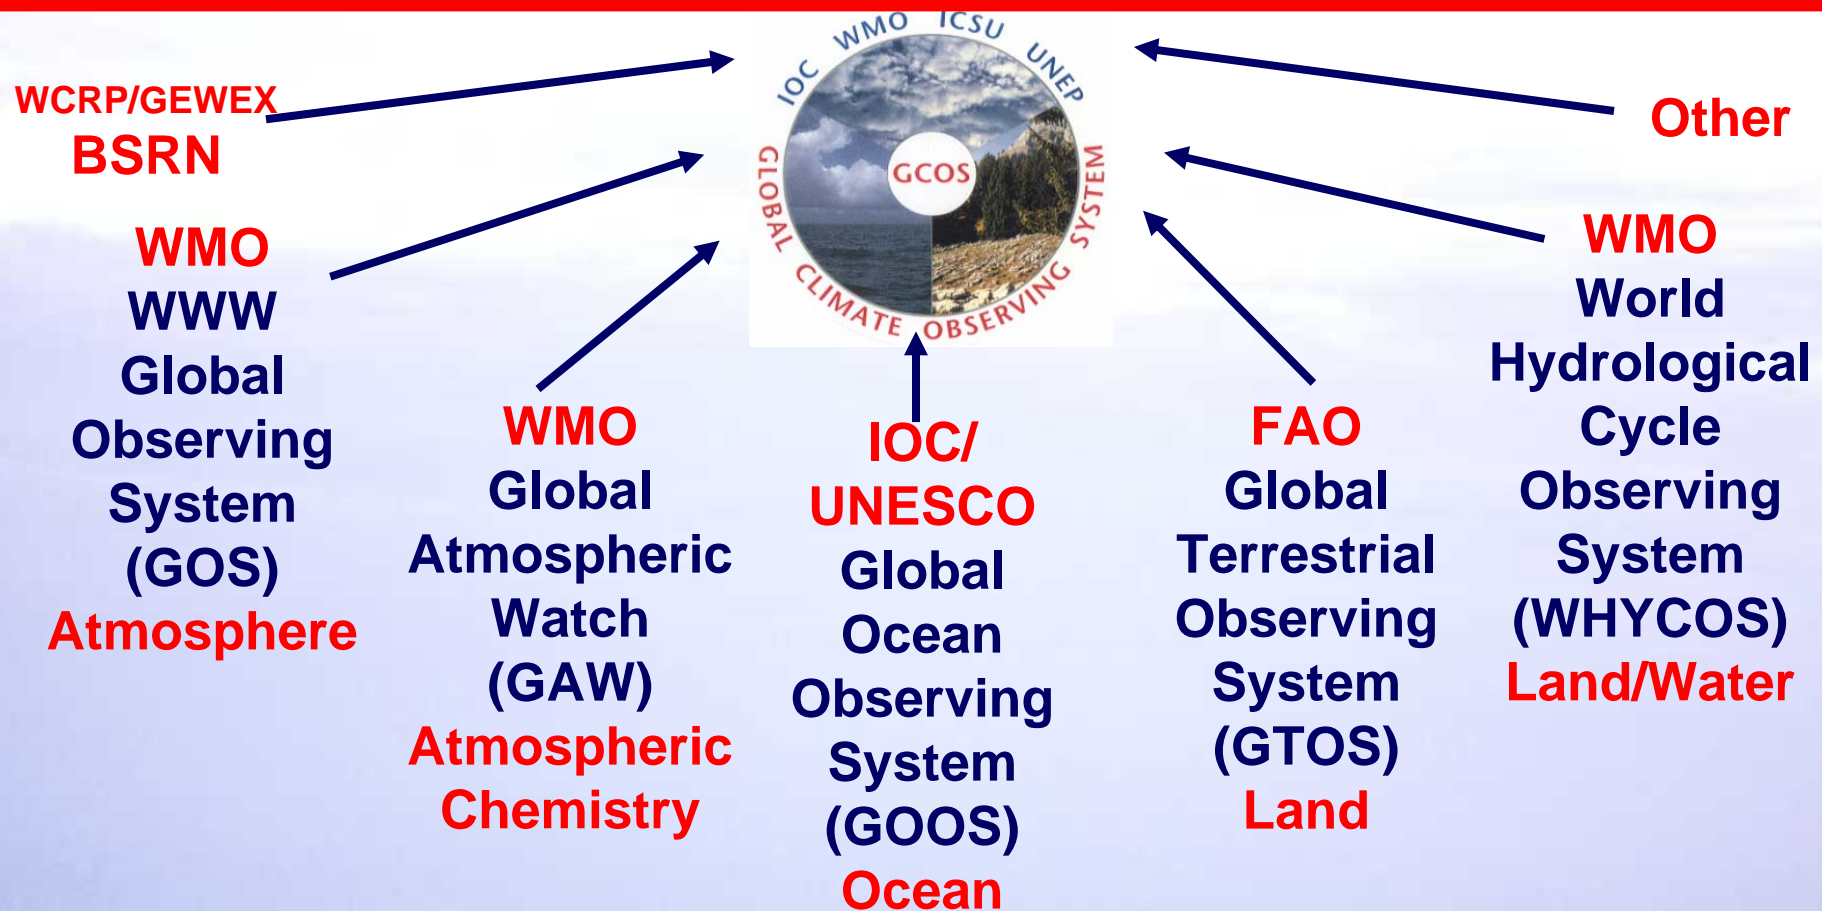 IOC WMO ICSU UNEP
GCOS
GLOBAL CLIMATE OBSERVING SYSTEM
WCRP/GEWEX
BSRN
Other
WMO
WWW
Global
Observing
System
(GOS)
Atmosphere
WMO
Global
Atmospheric
Watch
(GAW)
Atmospheric
Chemistry
IOC/
UNESCO
Global
Ocean
Observing
System
(GOOS)
Ocean
FAO
Global
Terrestrial
Observing
System
(GTOS)
Land
WMO
World
Hydrological
Cycle
Observing
System
(WHYCOS)
Land/Water